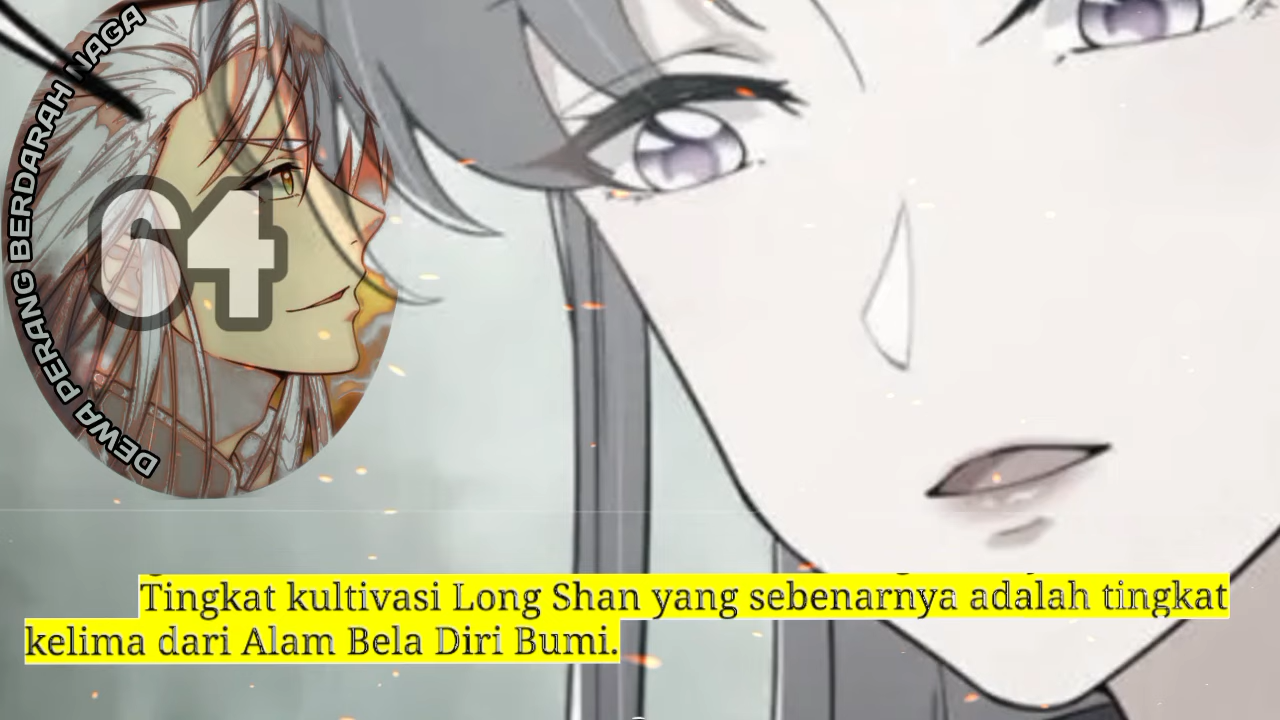 DEWA PERANG BERDARAH NAGA
64
Tingkat kultivasi Long Shan yang sebenarnya adalah tingkat
kelima dari Alam Bela Diri Bumi.